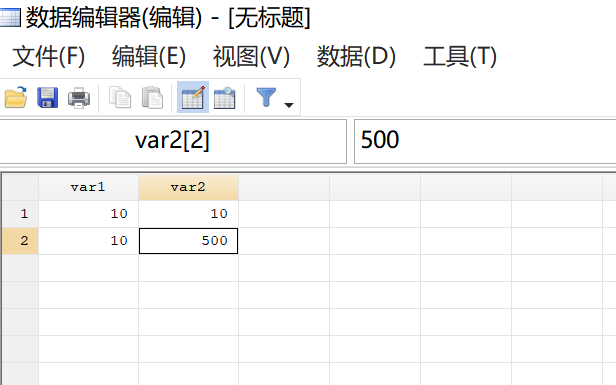 数据编辑器(编辑) - [无标题]
文件(F) 编辑(E) 视图(V) 数据(D) 工具(T)
var2[2] 500
var1 var2
1 10 10
2 10 500